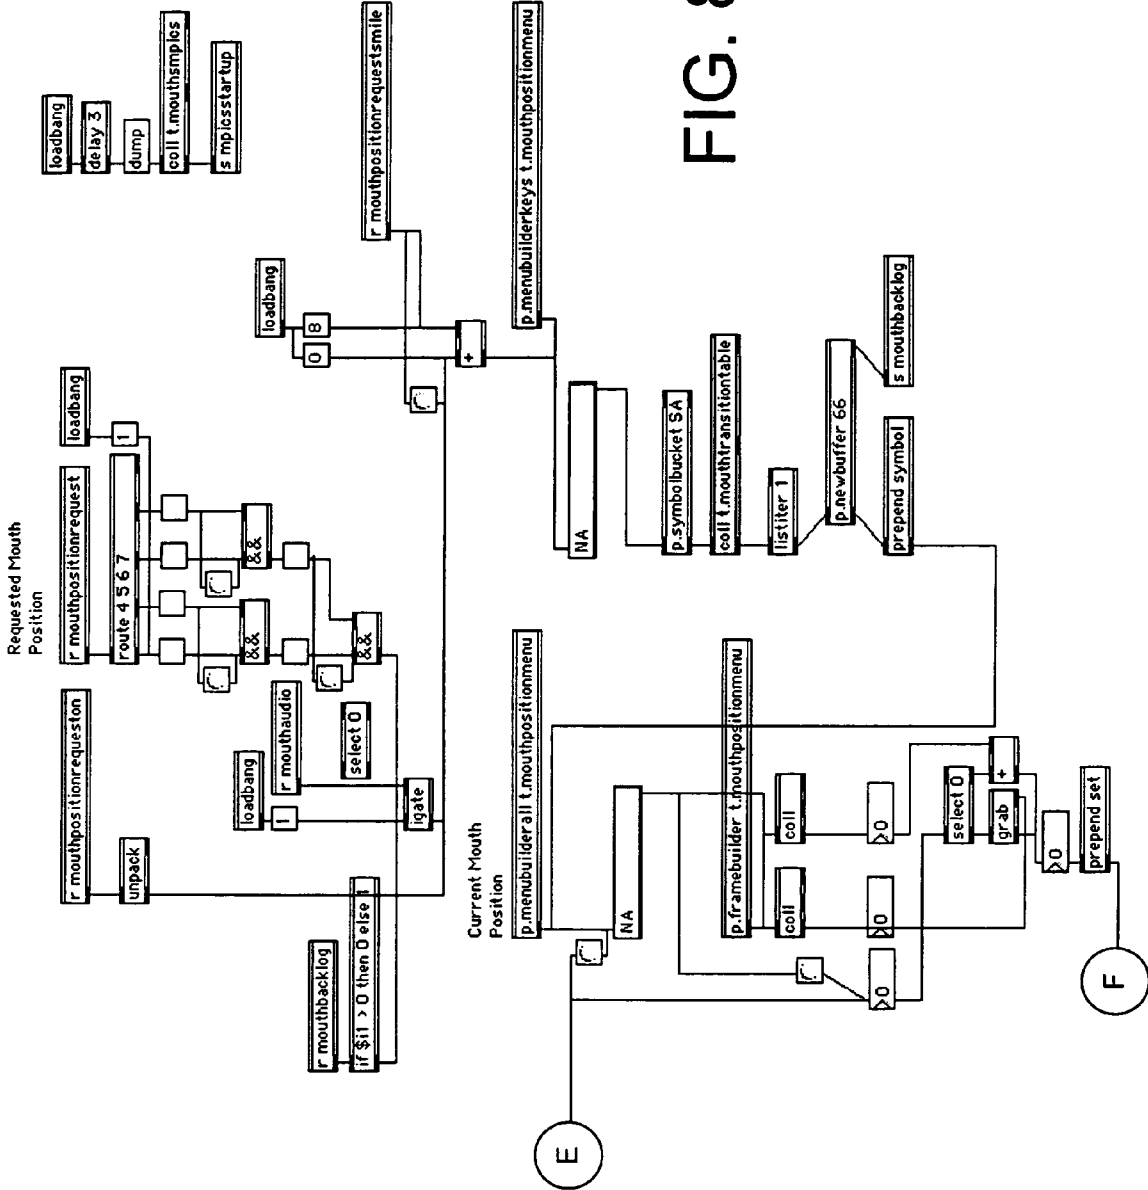 Requested Mouth
Position
r mouthpositionrequeston
unpack
r mouthpositionrequest
route 4 5 6 7
loadbang
1
&&
&&
&&
loadbang
delay 3
dump
coll t.mouthsmpics
s mpicsstartup
loadbang
1
r mouthaudio
select 0
igate
r mouthbacklog
if $i1 > 0 then 0 else 1
loadbang
0
8
+
r mouthpositionrequestsmile
Current Mouth
Position
p.menubuilderall t.mouthpositionmenu
NA
p.menubuilderkeys t.mouthpositionmenu
NA
p.symbolbucket SA
coll t.mouthtransitiontable
listiter 1
p.newbuffer 66
prepend symbol
s mouthbacklog
p.framebuilder t.mouthpositionmenu
coll
coll
0
0
0
select 0
grab
+
0
prepend set
E
F
FIG. 8